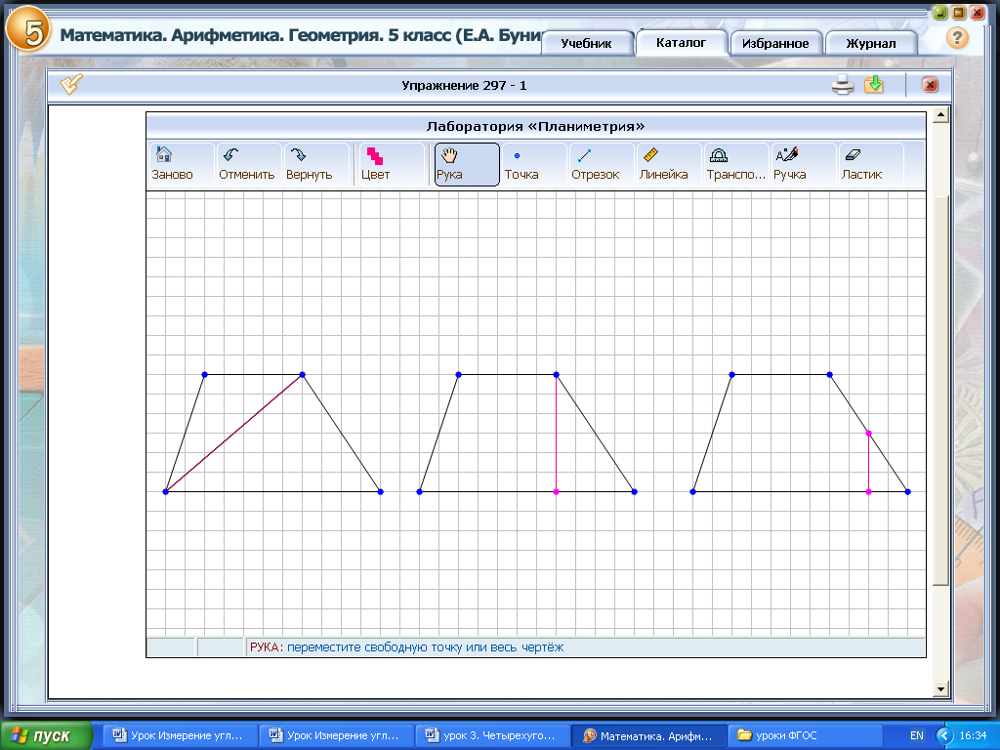 5
Математика. Арифметика. Геометрия. 5 класс (Е.А. Буни
Учебник
Каталог
Избранное
Журнал
?
Упражнение 297 - 1
Лаборатория «Планиметрия»
Заново
Отменить
Вернуть
Цвет
Рука
Точка
Отрезок
Линейка
Транспо...
Ручка
Ластик
РУКА: переместите свободную точку или весь чертёж
пуск
Урок Измерение угл...
Урок Измерение угл...
урок 3. Четырехуго...
Математика. Арифм...
уроки ФГОС
EN
16:34